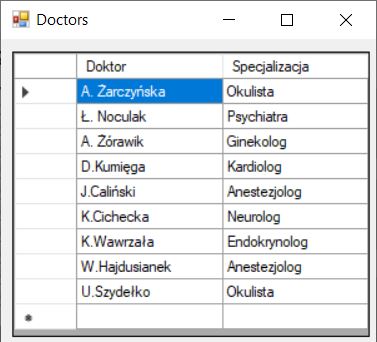 Doctors
Doktor Specjalizacja
A. Żarczyńska Okulista
Ł. Noculak Psychiatra
A. Żórawik Ginekolog
D.Kumięga Kardiolog
J.Caliński Anestezjolog
K.Cichecka Neurolog
K.Wawrzała Endokrynolog
W.Hajdusianek Anestezjolog
U.Szydełko Okulista